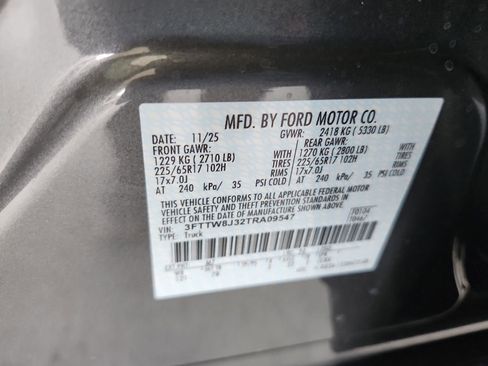 MFD. BY FORD MOTOR CO.
DATE: 11/25 GVWR: 2418 KG ( 5330 LB)
FRONT GAWR: REAR GAWR:
1229 KG ( 2710 LB) WITH 1270 KG ( 2800 LB) WITH
225/65R17 102H TIRES 225/65R17 102H TIRES
17x7.0J RIMS 17x7.0J RIMS
AT 240 kPa/ 35 PSI COLD AT 240 kPa/ 35 PSI COLD
THIS VEHICLE CONFORMS TO ALL APPLICABLE FEDERAL MOTOR
VEHICLE SAFETY AND THEFT PREVENTION STANDARDS IN
EFFECT ON THE DATE OF MANUFACTURE SHOWN ABOVE.
VIN: 3FTTW8J32TRA09547
TYPE: Truck